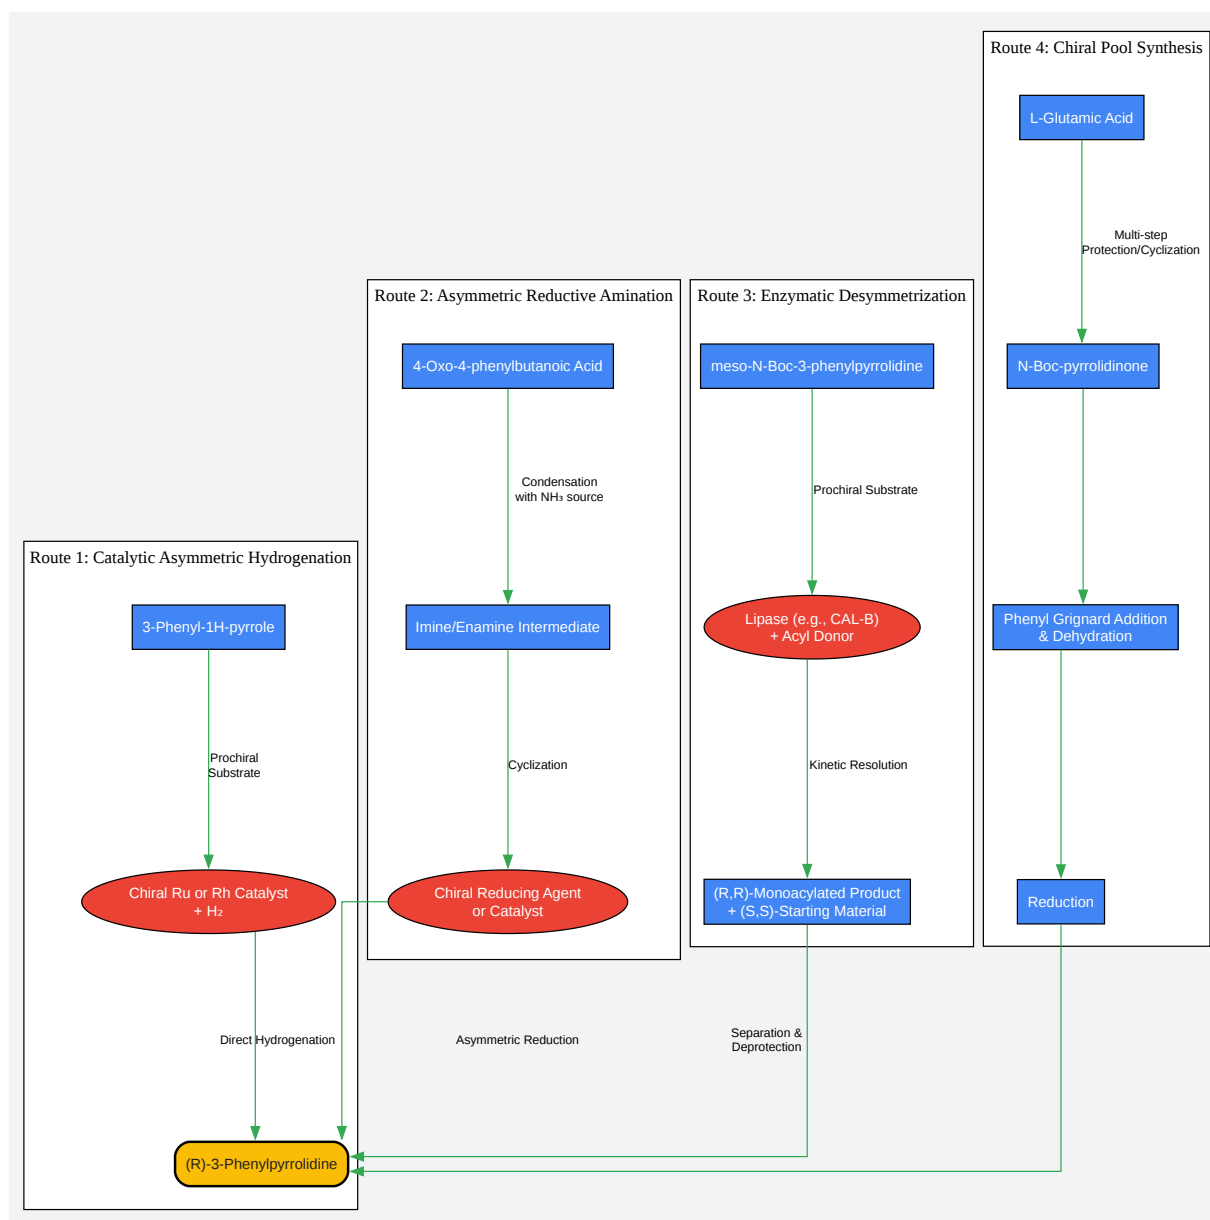 Route 4: Chiral Pool Synthesis
L-Glutamic Acid
Multi-step
Protection/Cyclization
N-Boc-pyrrolidinone
Phenyl Grignard Addition
& Dehydration
Reduction
Route 2: Asymmetric Reductive Amination
4-Oxo-4-phenylbutanoic Acid
Condensation
with NH₃ source
Imine/Enamine Intermediate
Cyclization
Chiral Reducing Agent
or Catalyst
Asymmetric Reduction
Route 3: Enzymatic Desymmetrization
meso-N-Boc-3-phenylpyrrolidine
Prochiral Substrate
Lipase (e.g., CAL-B)
+ Acyl Donor
Kinetic Resolution
(R,R)-Monoacylated Product
+ (S,S)-Starting Material
Separation &
Deprotection
Route 1: Catalytic Asymmetric Hydrogenation
3-Phenyl-1H-pyrrole
Prochiral
Substrate
Chiral Ru or Rh Catalyst
+ H₂
Direct Hydrogenation
(R)-3-Phenylpyrrolidine